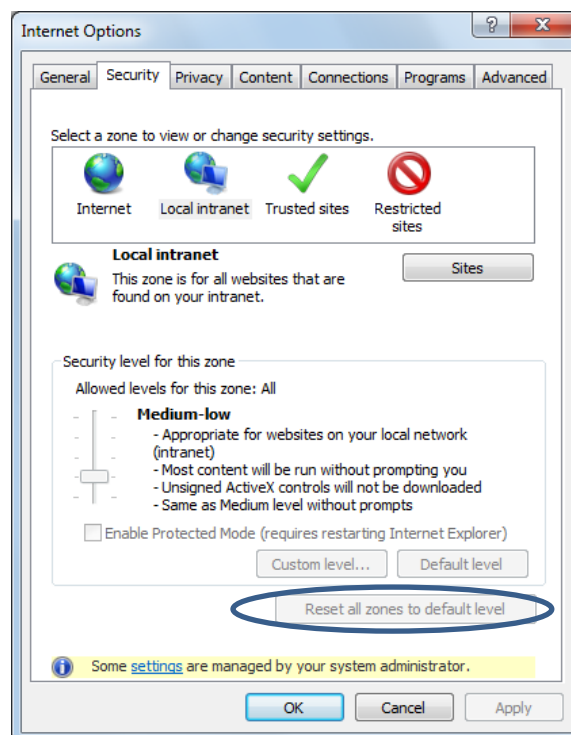 Internet Options
General Security Privacy Content Connections Programs Advanced
Select a zone to view or change security settings.
Internet Local intranet Trusted sites Restricted sites
Local intranet
This zone is for all websites that are
found on your intranet.
Sites
Security level for this zone
Allowed levels for this zone: All
Medium-low
- Appropriate for websites on your local network
(intranet)
- Most content will be run without prompting you
- Unsigned ActiveX controls will not be downloaded
- Same as Medium level without prompts
Enable Protected Mode (requires restarting Internet Explorer)
Custom level... Default level
Reset all zones to default level
Some settings are managed by your system administrator.
OK Cancel Apply